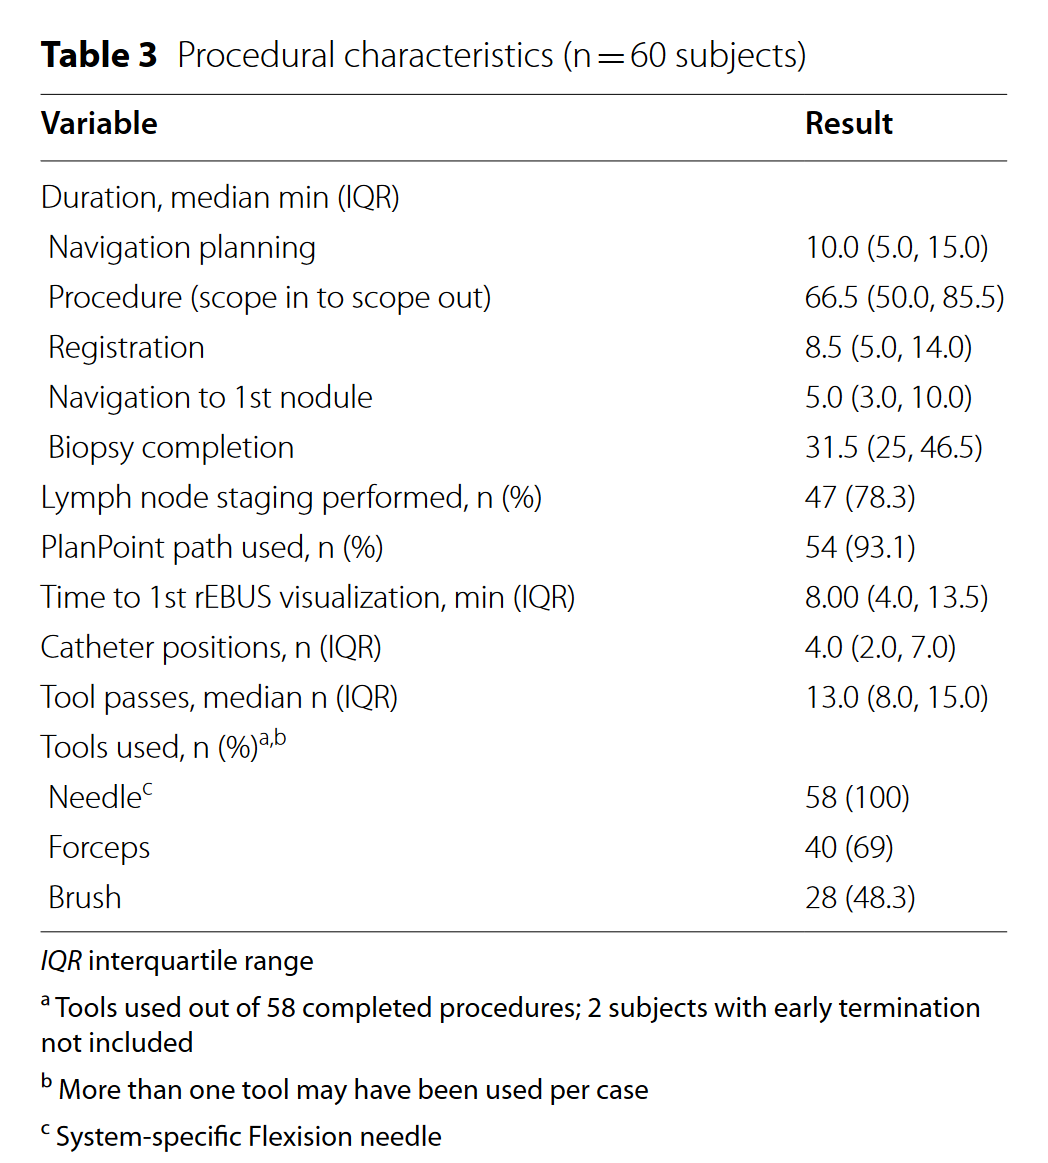 Table 3 Procedural characteristics (n = 60 subjects)
Variable Result
Duration, median min (IQR)
Navigation planning 10.0 (5.0, 15.0)
Procedure (scope in to scope out) 66.5 (50.0, 85.5)
Registration 8.5 (5.0, 14.0)
Navigation to 1st nodule 5.0 (3.0, 10.0)
Biopsy completion 31.5 (25, 46.5)
Lymph node staging performed, n (%) 47 (78.3)
PlanPoint path used, n (%) 54 (93.1)
Time to 1st rEBUS visualization, min (IQR) 8.00 (4.0, 13.5)
Catheter positions, n (IQR) 4.0 (2.0, 7.0)
Tool passes, median n (IQR) 13.0 (8.0, 15.0)
Tools used, n (%)a,b
Needlec 58 (100)
Forceps 40 (69)
Brush 28 (48.3)
IQR interquartile range
a Tools used out of 58 completed procedures; 2 subjects with early termination
not included
b More than one tool may have been used per case
c System-specific Flexision needle